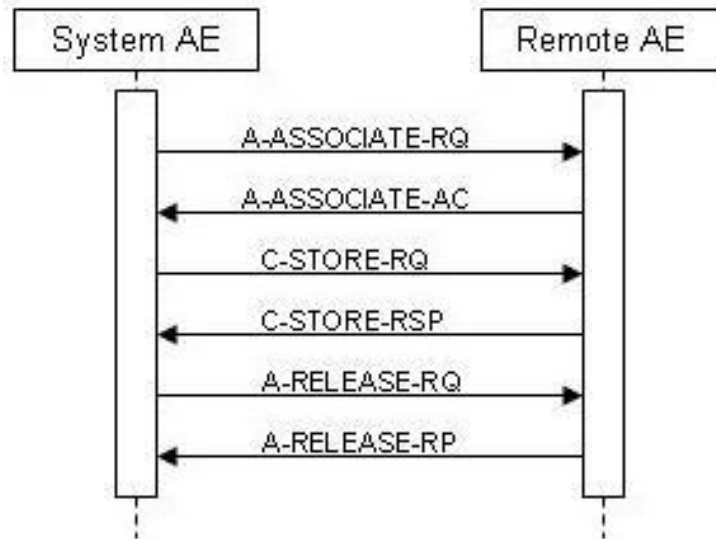 System AE
Remote AE
A-ASSOCIATE-RQ
A-ASSOCIATE-AC
C-STORE-RQ
C-STORE-RSP
A-RELEASE-RQ
A-RELEASE-RP